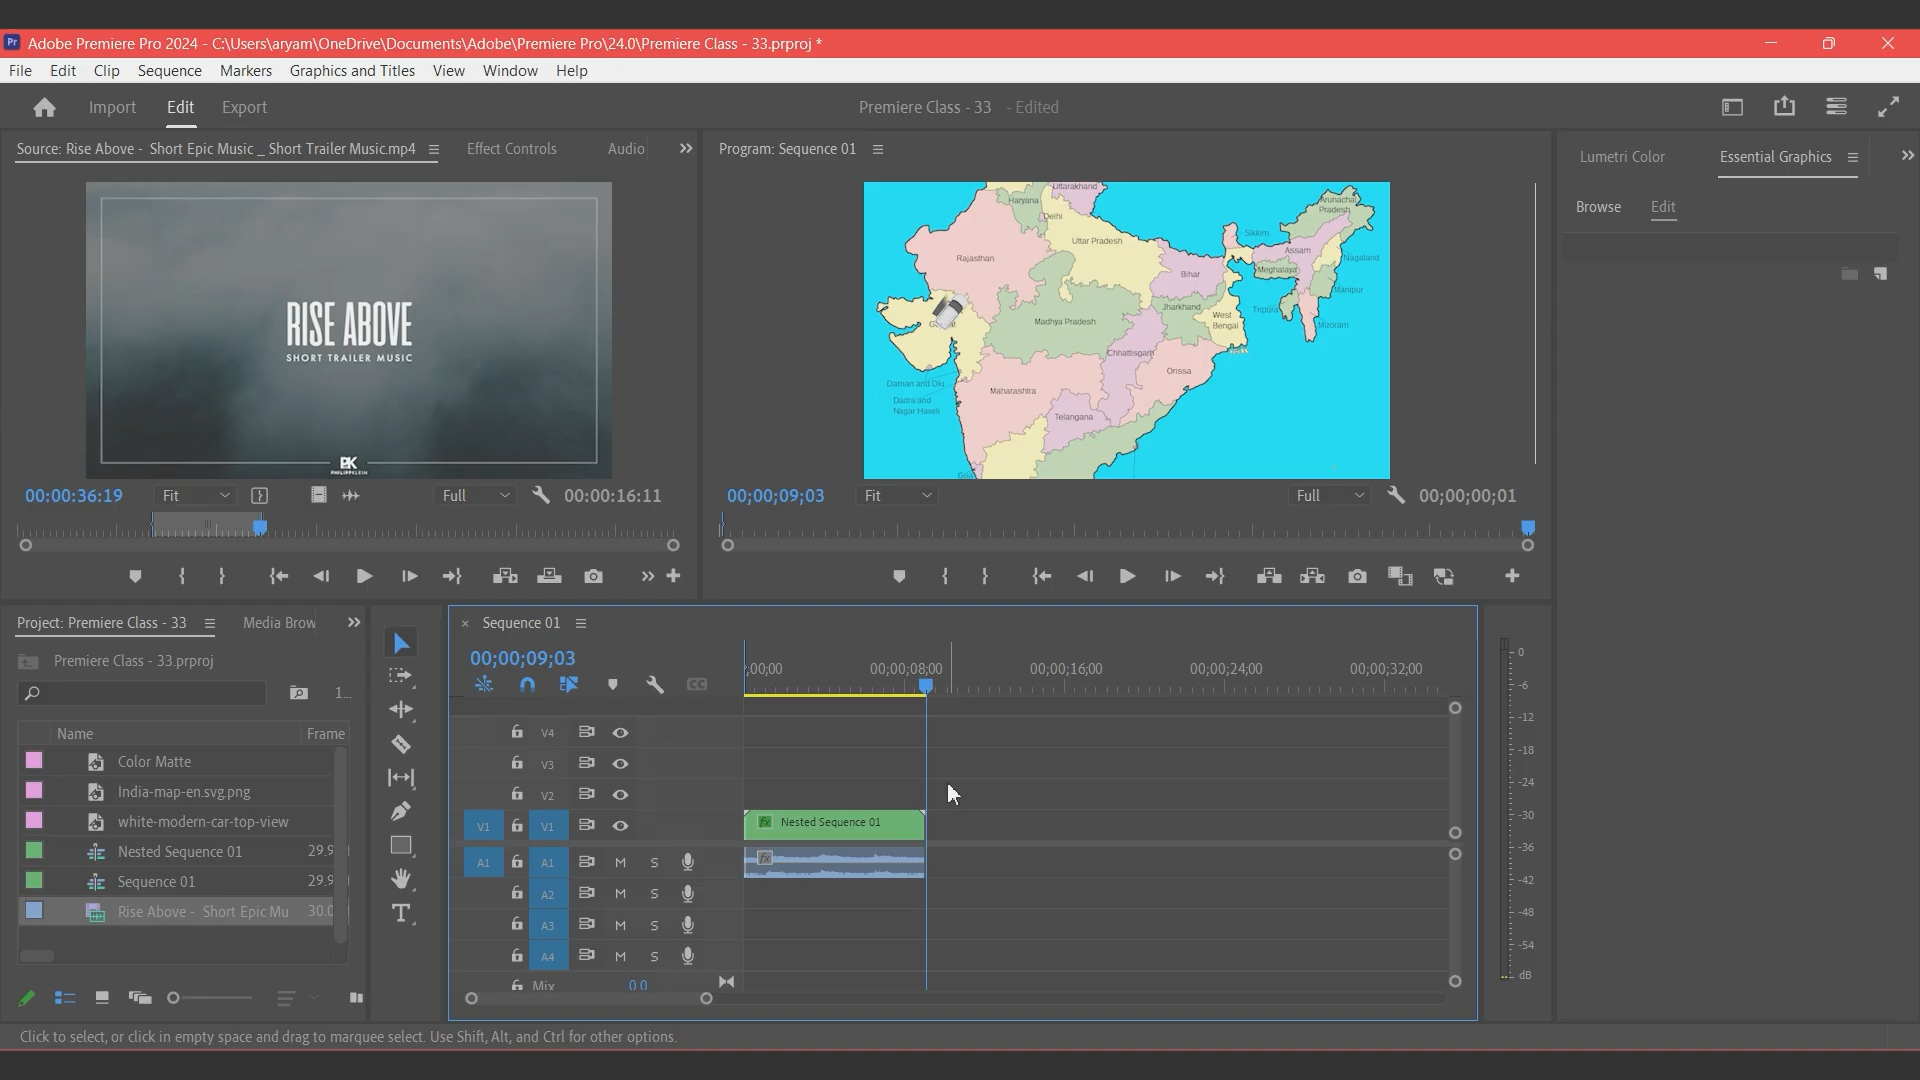 Pr Adobe Premiere Pro 2024 - C:\Users\aryam\OneDrive\Documents\Adobe\Premiere Pro\24.0\Premiere Class - 33.prproj *
File Edit Clip Sequence Markers Graphics and Titles View Window Help
Import Edit Export
Premiere Class - 33 - Edited
Source: Rise Above - Short Epic Music _ Short Trailer Music.mp4 Effect Controls Audio
Program: Sequence 01
Lumetri Color Essential Graphics
Browse Edit
RISE ABOVE
SHORT TRAILER MUSIC
PHILIPPKLEIN
Uttarakhand
Haryana
Delhi
Arunachal
Pradesh
Uttar Pradesh
Sikkim
Assam
Rajasthan
Nagaland
Bihar
Meghalaya
Manipur
Jharkhand
Tripura
West
Bengal
Madhya Pradesh
Mizoram
Chhattisgarh
Orissa
Daman and Diu
Dadra and
Nagar Haveli
Maharashtra
Telangana
Goa
00:00:36:19 Fit Full 00:00:16:11
00;00;09;03 Fit Full 00;00;00;01
Project: Premiere Class - 33 Media Brow
Premiere Class - 33.prproj
1...
Name Frame
Color Matte
India-map-en.svg.png
white-modern-car-top-view
Nested Sequence 01 29.9
Sequence 01 29.9
Rise Above - Short Epic Mu 30.0
× Sequence 01
00;00;09;03
;00;00 00;00;08;00 00;00;16;00 00;00;24;00 00;00;32;00
V4
V3
V2
V1 V1 fx Nested Sequence 01
A1 A1 M S fx
A2 M S
A3 M S
A4 M S
Mix 0.0
0
-6
-12
-18
-24
-30
-36
-42
-48
-54
dB
Click to select, or click in empty space and drag to marquee select. Use Shift, Alt, and Ctrl for other options.